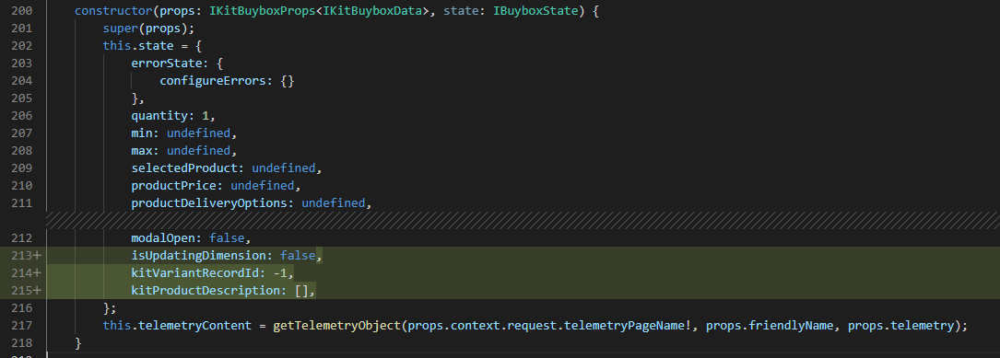 200 constructor(props: IKitBuyboxProps<IKitBuyboxData>, state: IBuyboxState) {
201 super(props);
202 this.state = {
203 errorState: {
204 configureErrors: {}
205 },
206 quantity: 1,
207 min: undefined,
208 max: undefined,
209 selectedProduct: undefined,
210 productPrice: undefined,
211 productDeliveryOptions: undefined,
212 modalOpen: false,
213+ isUpdatingDimension: false,
214+ kitVariantRecordId: -1,
215+ kitProductDescription: [],
216 };
217 this.telemetryContent = getTelemetryObject(props.context.request.telemetryPageName!, props.friendlyName, props.telemetry);
218 }